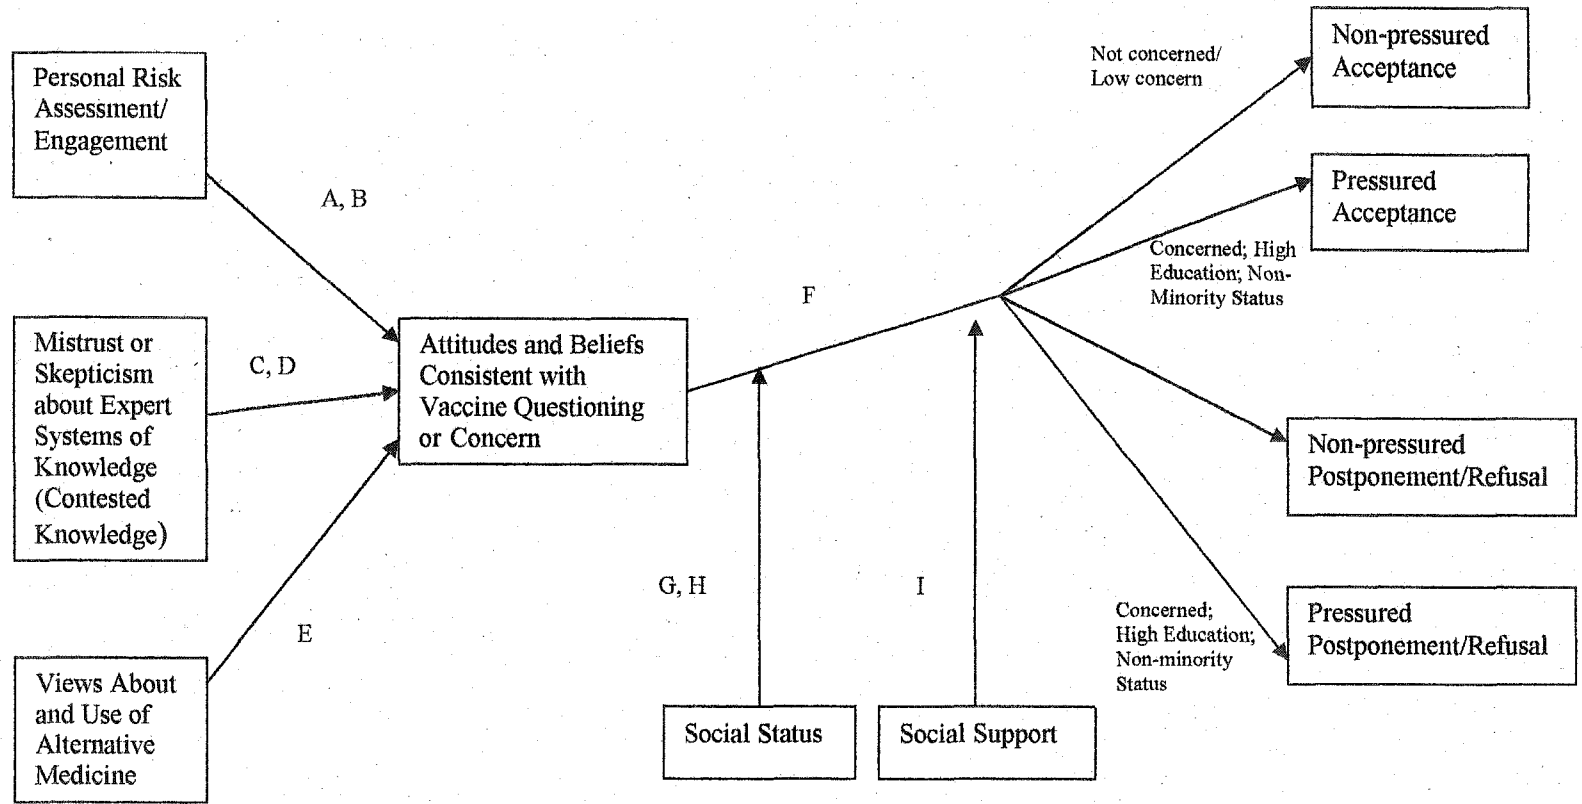 Personal Risk
Assessment/
Engagement
A, B
Mistrust or
Skepticism
about Expert
Systems of
Knowledge
(Contested
Knowledge)
C, D
Views About
and Use of
Alternative
Medicine
E
Attitudes and Beliefs
Consistent with
Vaccine Questioning
or Concern
F
G, H
Social Status
I
Social Support
Not concerned/
Low concern
Non-pressured
Acceptance
Concerned; High
Education; Non-
Minority Status
Pressured
Acceptance
Non-pressured
Postponement/Refusal
Concerned;
High Education;
Non-minority
Status
Pressured
Postponement/Refusal